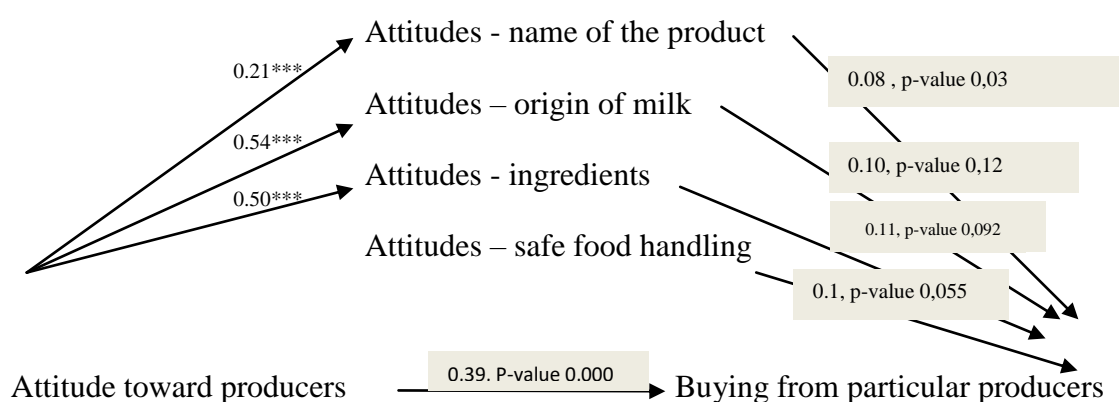 Attitudes - name of the product
0.21***
0.08 , p-value 0,03
Attitudes – origin of milk
0.54***
0.10, p-value 0,12
Attitudes - ingredients
0.50***
0.11, p-value 0,092
Attitudes – safe food handling
0.1, p-value 0,055
0.39. P-value 0.000
Attitude toward producers
Buying from particular producers